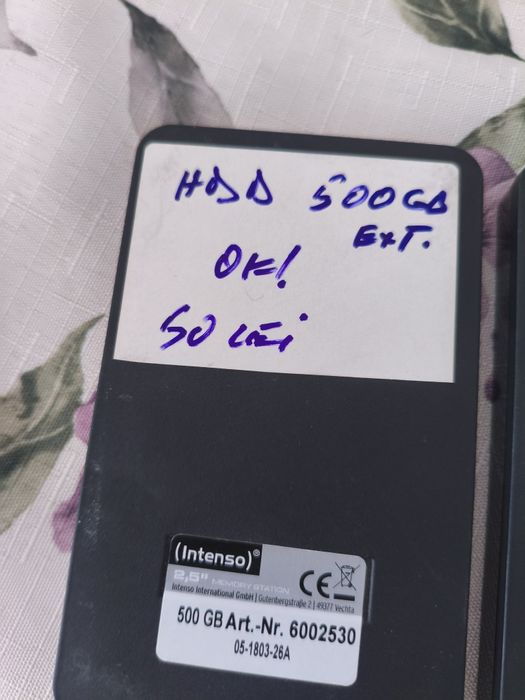 HDD 500GB
EXT.
OK!
50 LEi
(Intenso)®
2,5" MEMORY STATION
Intenso International GmbH | Gutenbergstraße 2 | 49377 Vechta
CE
500 GB Art.-Nr. 6002530
05-1803-26A